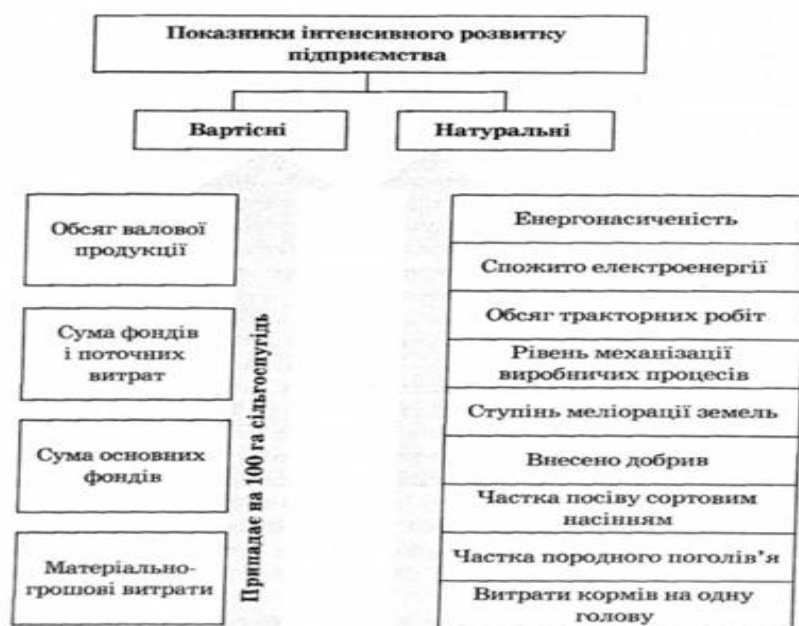 Показники інтенсивного розвитку
підприємства
Вартісні
Натуральні
Обсяг валової
продукції
Сума фондів
і поточних
витрат
Сума основних
фондів
Матеріально-
грошові витрати
Припадає на 100 га сільгоспугідь
Енергонасиченість
Спожито електроенергії
Обсяг тракторних робіт
Рівень механізації
виробничих процесів
Ступінь меліорації земель
Внесено добрив
Частка посіву сортовим
насінням
Частка породного поголів’я
Витрати кормів на одну
голову